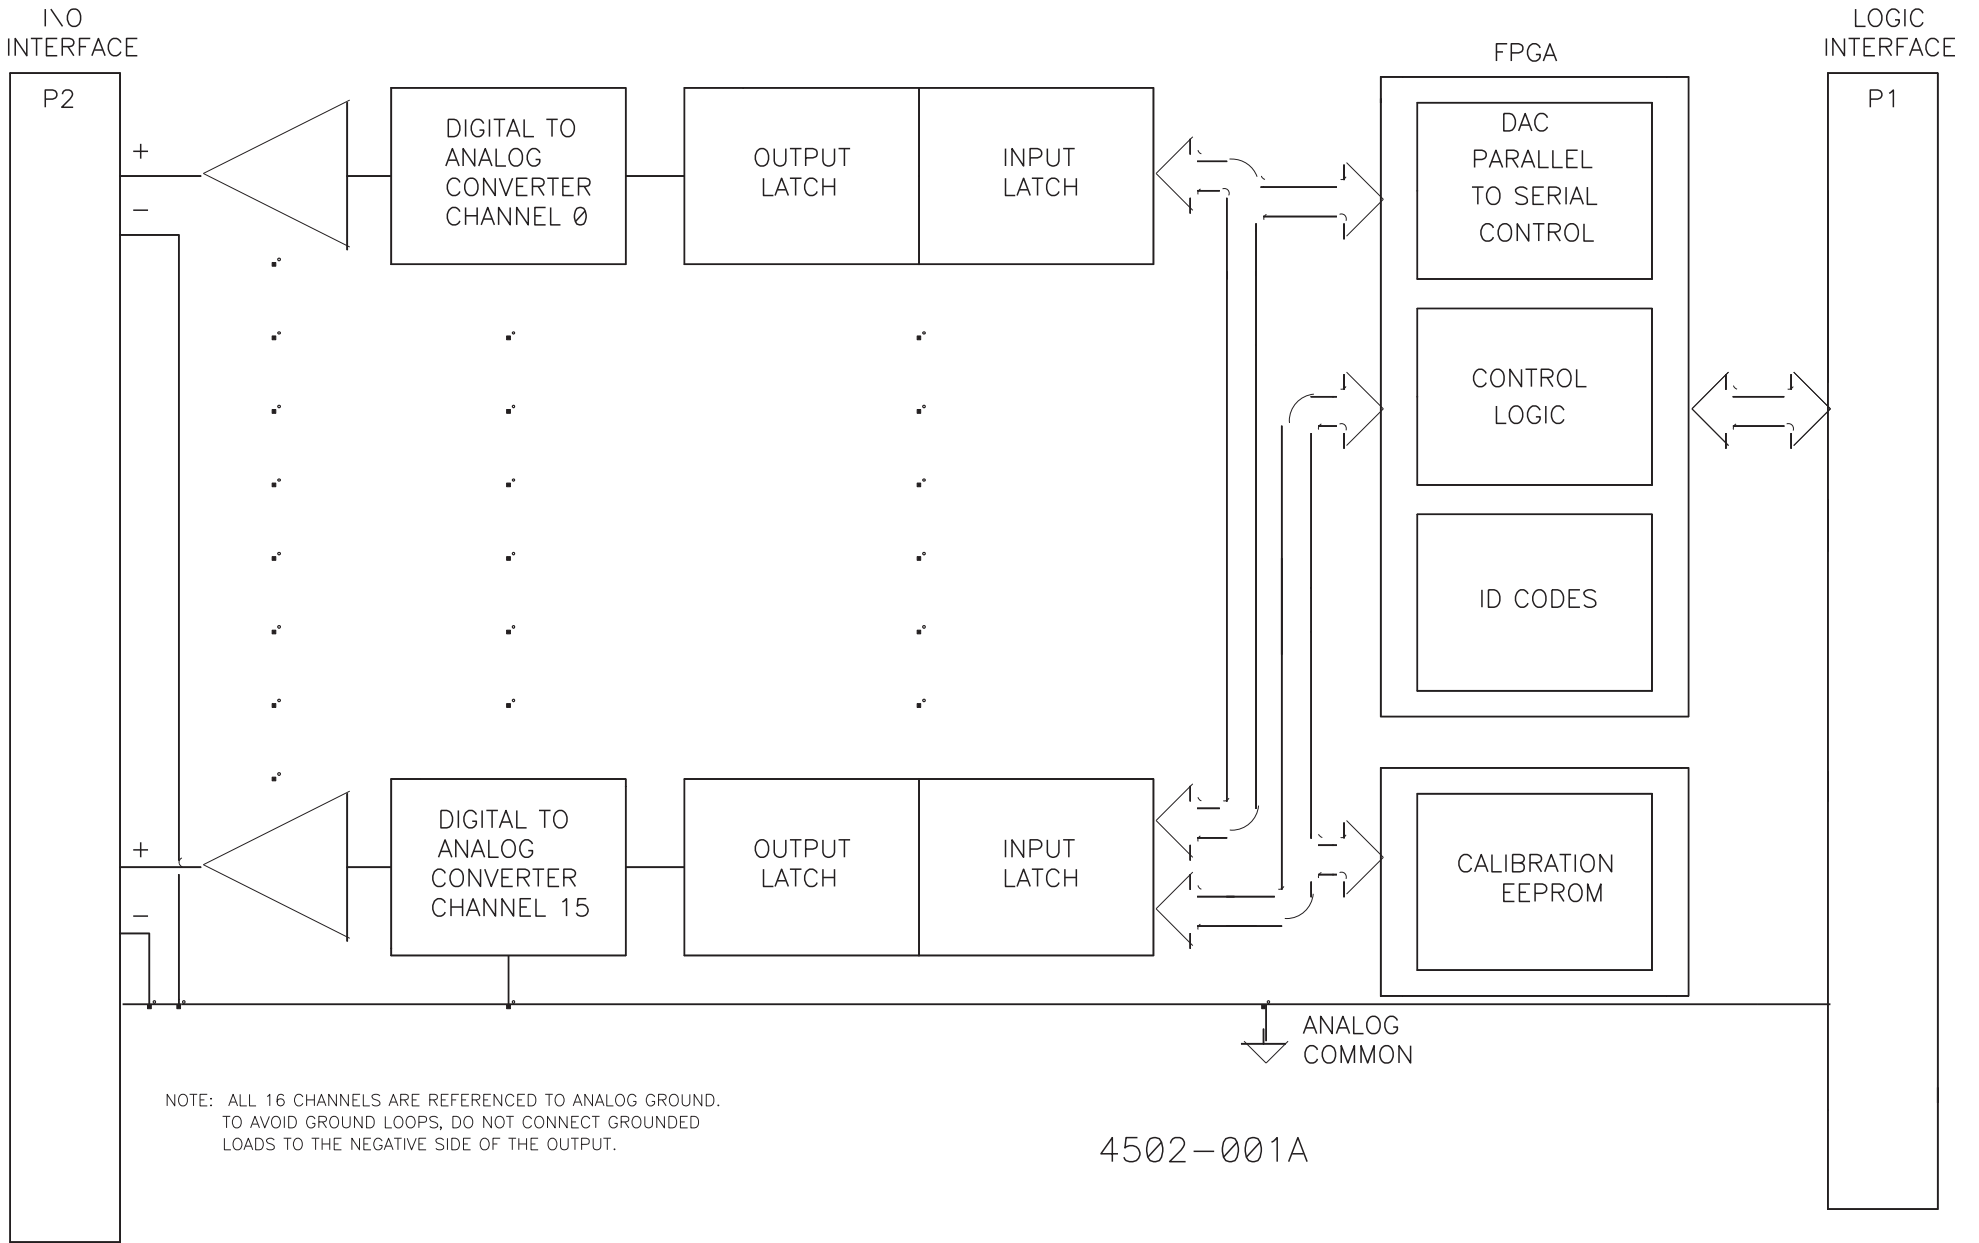 I\O
INTERFACE
P2
+
−
DIGITAL TO
ANALOG
CONVERTER
CHANNEL 0
OUTPUT
LATCH
INPUT
LATCH
FPGA
DAC
PARALLEL
TO SERIAL
CONTROL
CONTROL
LOGIC
ID CODES
LOGIC
INTERFACE
P1
+
−
DIGITAL TO
ANALOG
CONVERTER
CHANNEL 15
OUTPUT
LATCH
INPUT
LATCH
CALIBRATION
EEPROM
ANALOG
COMMON
NOTE: ALL 16 CHANNELS ARE REFERENCED TO ANALOG GROUND.
TO AVOID GROUND LOOPS, DO NOT CONNECT GROUNDED
LOADS TO THE NEGATIVE SIDE OF THE OUTPUT.
4502-001A